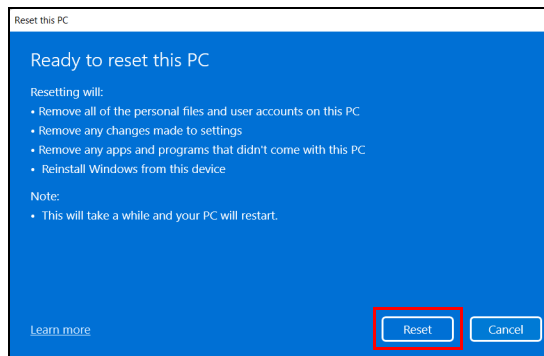 Reset this PC
Ready to reset this PC
Resetting will:
• Remove all of the personal files and user accounts on this PC
• Remove any changes made to settings
• Remove any apps and programs that didn't come with this PC
• Reinstall Windows from this device
Note:
• This will take a while and your PC will restart.
Learn more
Reset
Cancel